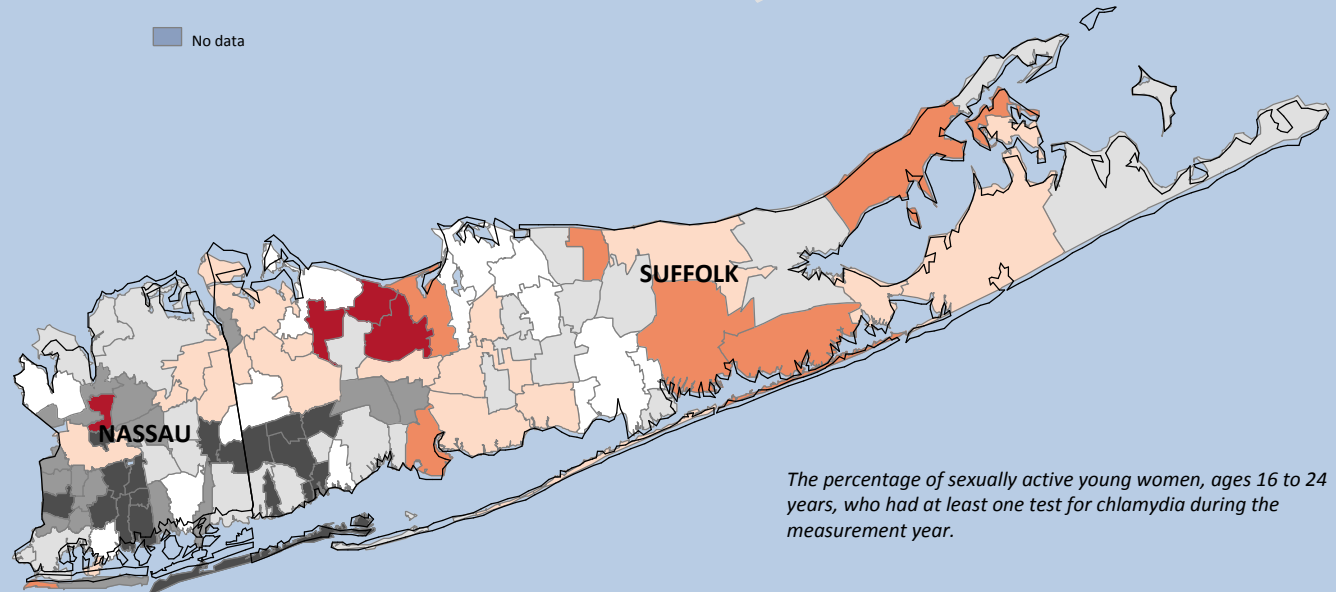 No data
SUFFOLK
NASSAU
The percentage of sexually active young women, ages 16 to 24
years, who had at least one test for chlamydia during the
measurement year.